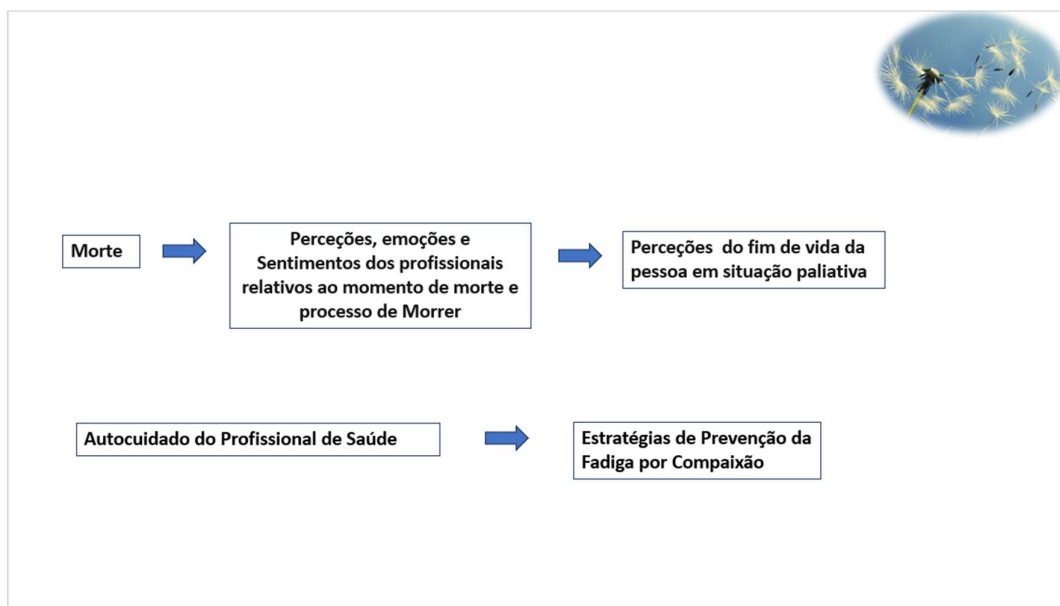 Morte
Perceções, emoções e
Sentimentos dos profissionais
relativos ao momento de morte e
processo de Morrer
Perceções do fim de vida da
pessoa em situação paliativa
Autocuidado do Profissional de Saúde
Estratégias de Prevenção da
Fadiga por Compaixão